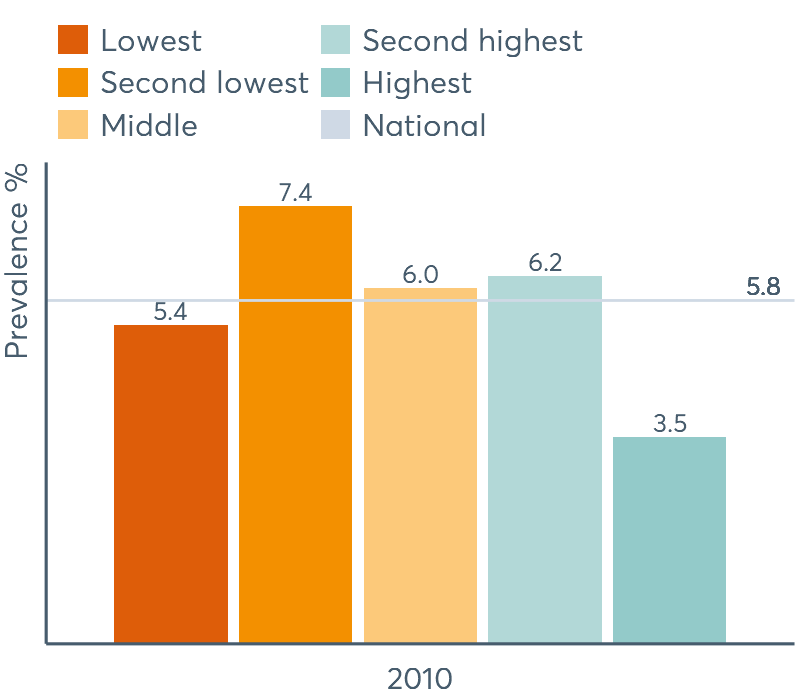 Lowest
Second lowest
Middle
Second highest
Highest
National
Prevalence %
7.4
6.2
6.0
5.8
5.4
3.5
2010